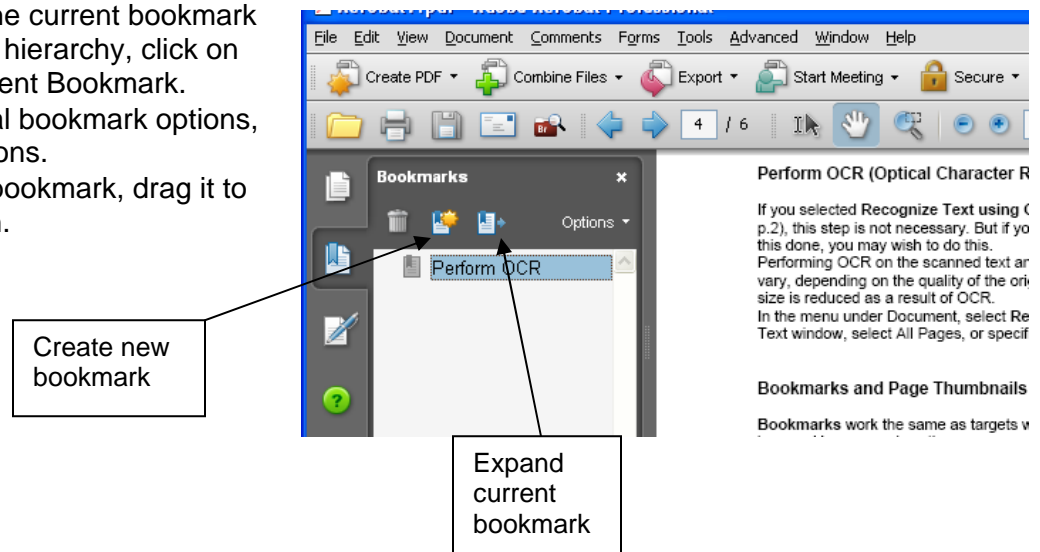 he current bookmark
hierarchy, click on
ent Bookmark.
al bookmark options,
ons.
bookmark, drag it to
File Edit View Document Comments Forms Tools Advanced Window Help
Create PDF Combine Files Export Start Meeting Secure
4 / 6
Bookmarks
Options
Perform OCR
Perform OCR (Optical Character R
If you selected Recognize Text using
p.2), this step is not necessary. But if yo
this done, you may wish to do this.
Performing OCR on the scanned text an
vary, depending on the quality of the ori
size is reduced as a result of OCR.
In the menu under Document, select Re
Text window, select All Pages, or specif
Bookmarks and Page Thumbnails
Bookmarks work the same as targets w
Create new
bookmark
Expand
current
bookmark